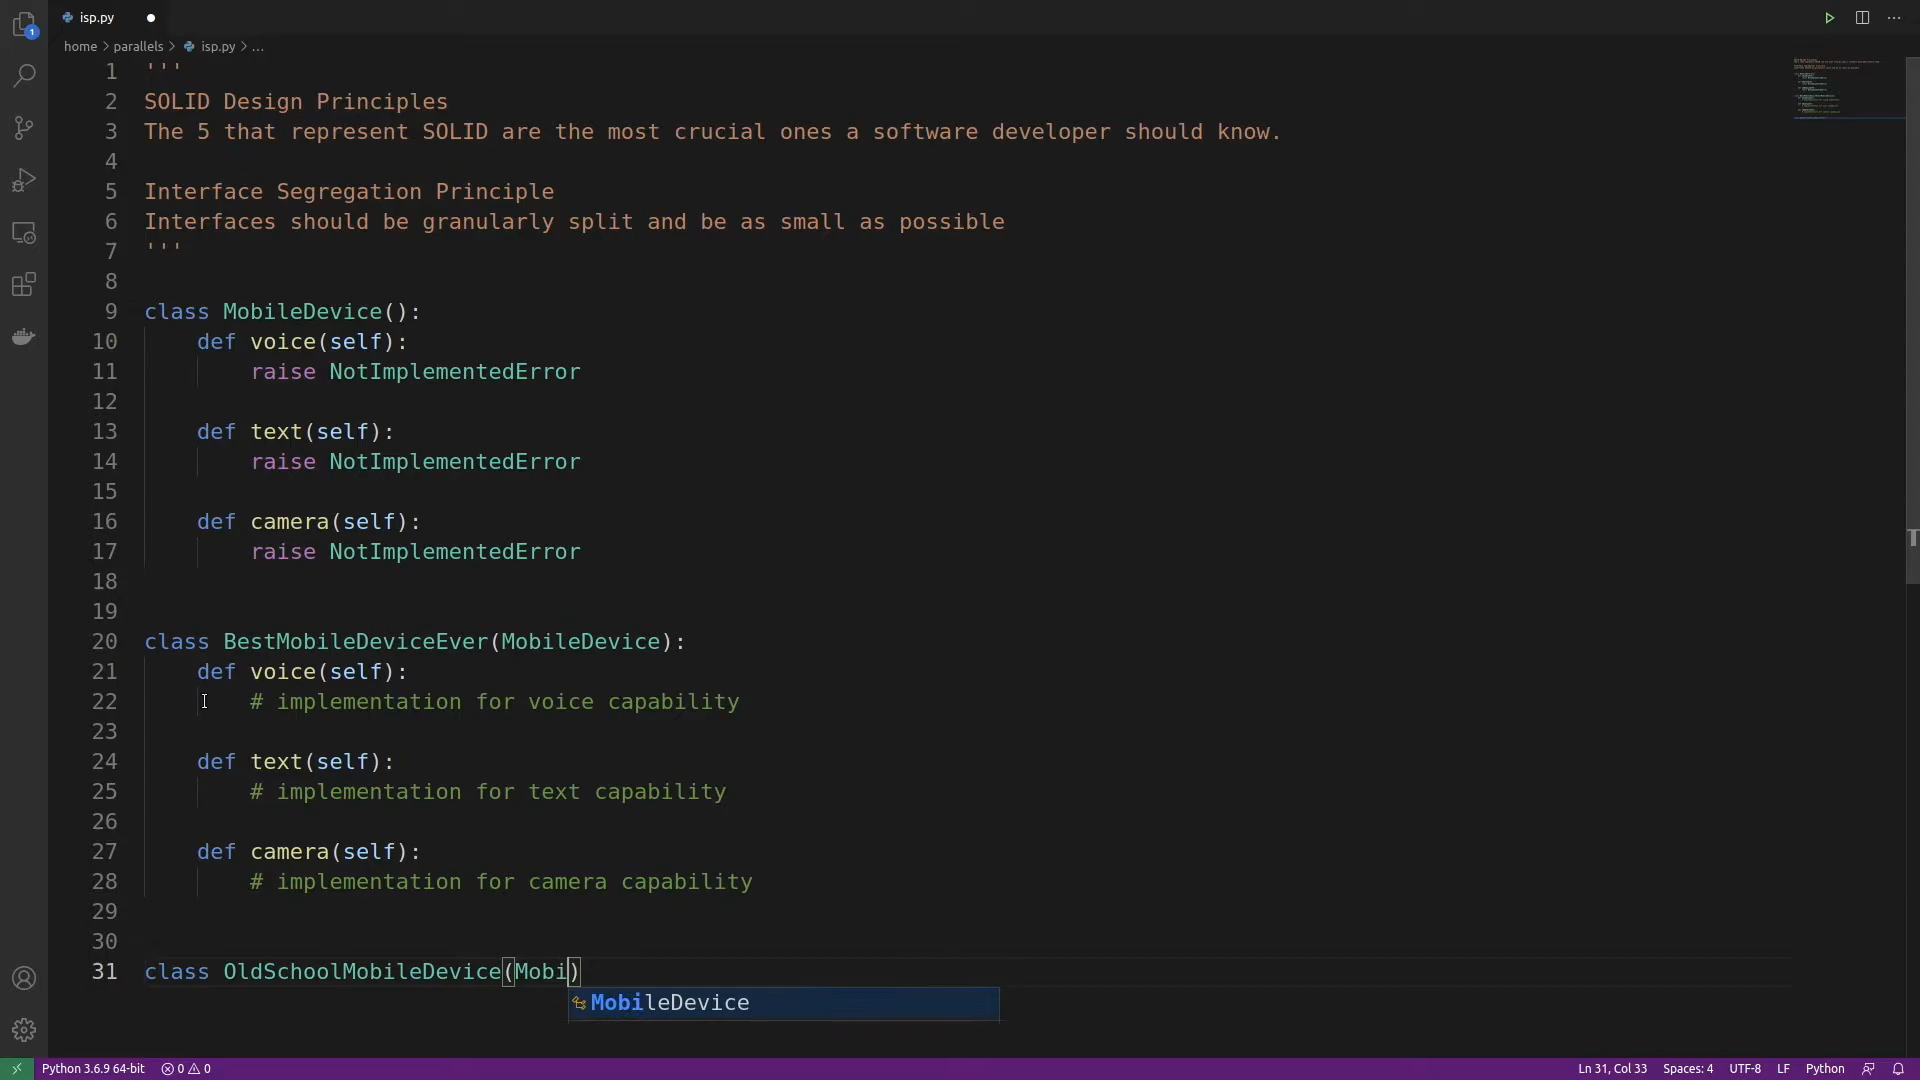 isp.py
home > parallels > isp.py > ...
1 '''
2 SOLID Design Principles
3 The 5 that represent SOLID are the most crucial ones a software developer should know.
4
5 Interface Segregation Principle
6 Interfaces should be granularly split and be as small as possible
7 '''
8
9 class MobileDevice():
10 def voice(self):
11 raise NotImplementedError
12
13 def text(self):
14 raise NotImplementedError
15
16 def camera(self):
17 raise NotImplementedError
18
19
20 class BestMobileDeviceEver(MobileDevice):
21 def voice(self):
22 # implementation for voice capability
23
24 def text(self):
25 # implementation for text capability
26
27 def camera(self):
28 # implementation for camera capability
29
30
31 class OldSchoolMobileDevice(Mobi)
MobileDevice
1
Python 3.6.9 64-bit 0 0 Ln 31, Col 33 Spaces: 4 UTF-8 LF Python